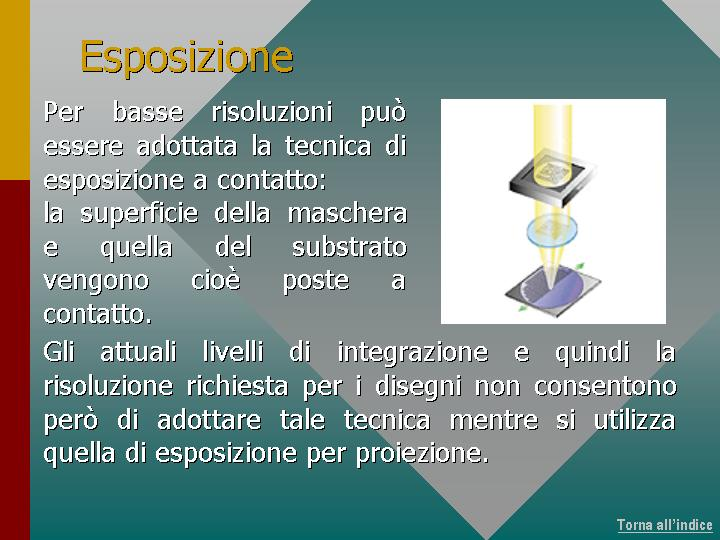 Esposizione
Per basse risoluzioni può
essere adottata la tecnica di
esposizione a contatto:
la superficie della maschera
e quella del substrato
vengono cioè poste a
contatto.
Gli attuali livelli di integrazione e quindi la
risoluzione richiesta per i disegni non consentono
però di adottare tale tecnica mentre si utilizza
quella di esposizione per proiezione.
Torna all'indice